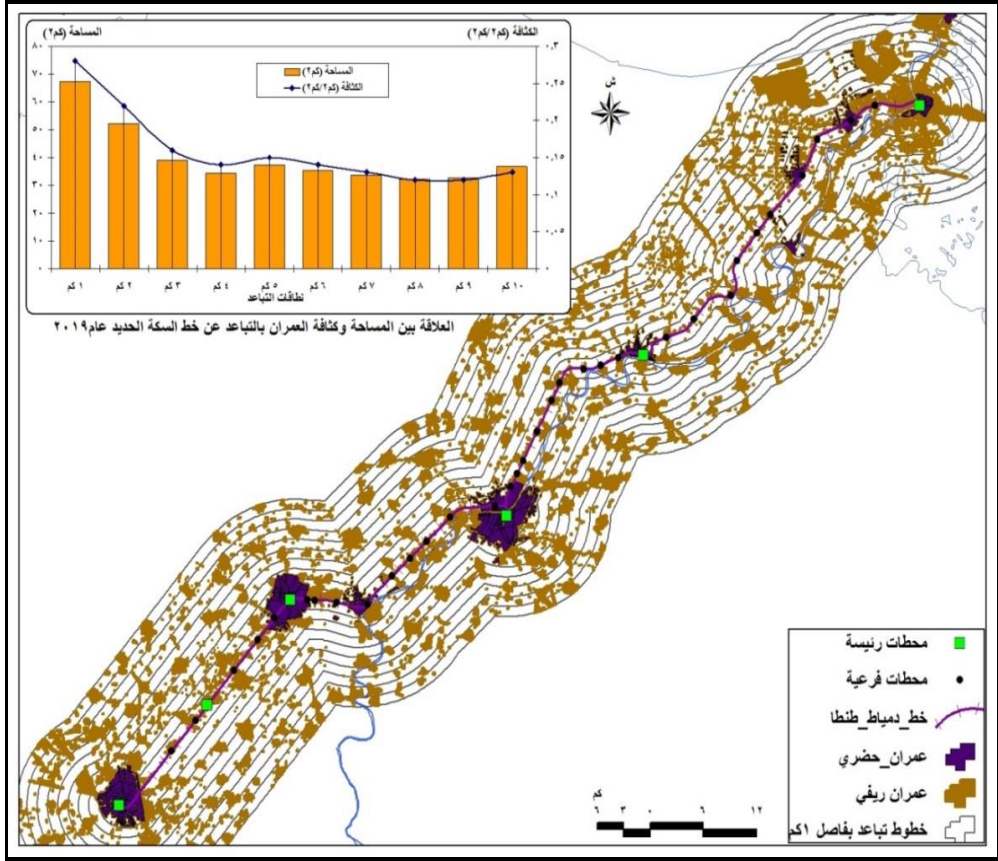 المساحة (كم٢)
الكثافة (كم٢/كم٢)
٨٠
٧٠
٦٠
٥٠
٤٠
٣٠
٢٠
١٠
٠
٠,٣
٠,٢٥
٠,٢
٠,١٥
٠,١
٠,٠٥
٠
المساحة (كم٢)
الكثافة (كم٢/كم٢)
١ كم
٢ كم
٣ كم
٤ كم
٥ كم
٦ كم
٧ كم
٨ كم
٩ كم
١٠ كم
نطاقات التباعد
العلاقة بين المساحة وكثافة العمران بالتباعد عن خط السكة الحديد عام٢٠١٩
ش
محطات رئيسة
محطات فرعية
خط_دمياط_طنطا
عمران_حضري
عمران ريفي
خطوط تباعد بفاصل ١كم
كم
٦ ٣ ٠ ٦ ١٢